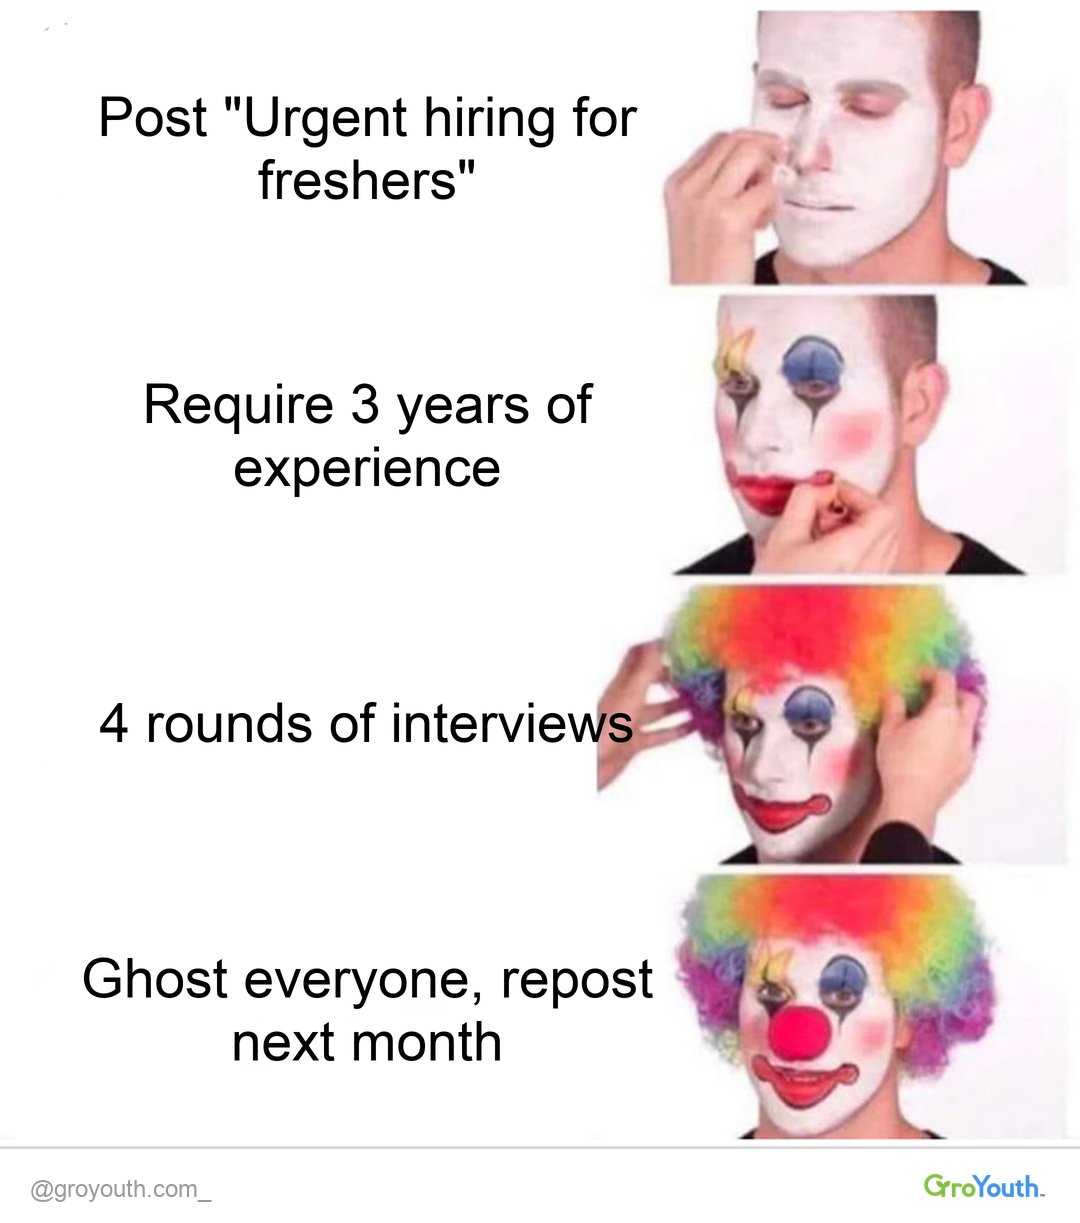 Post "Urgent hiring for
freshers"
Require 3 years of
experience
4 rounds of interviews
Ghost everyone, repost
next month
@groyouth.com_
GroYouth™